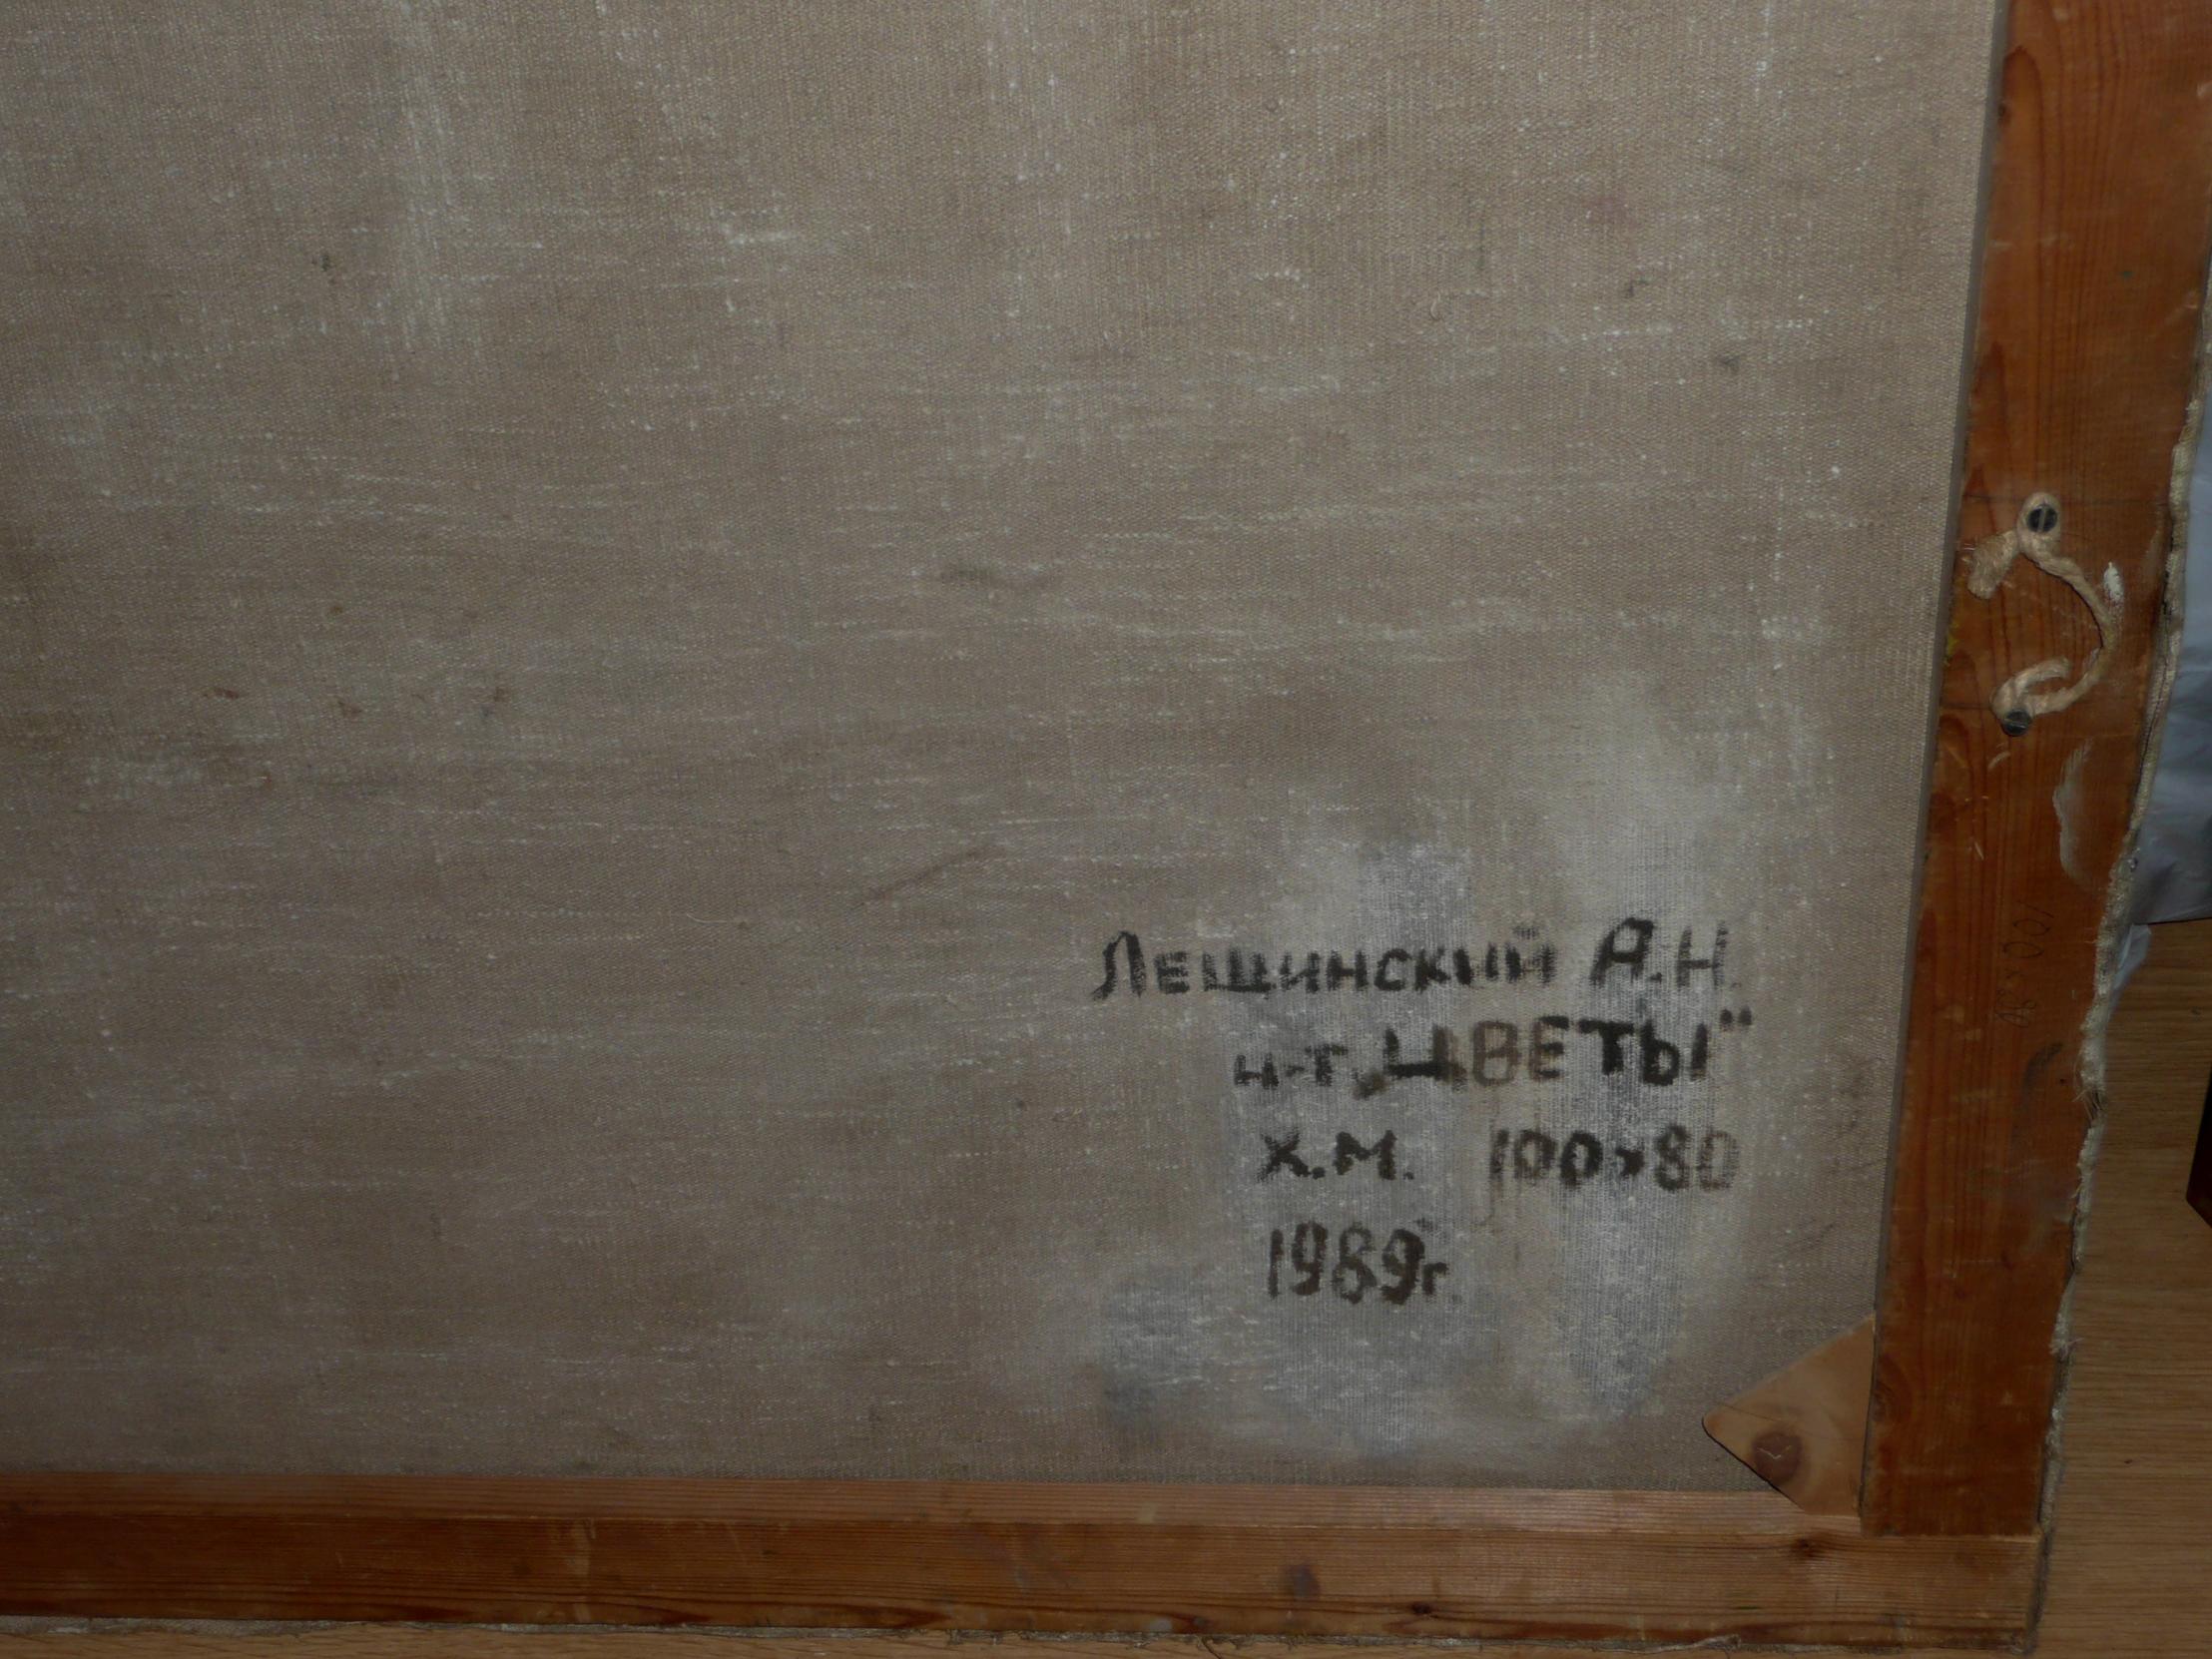 Лещинский А.Н.
н-т „ЦВЕТЫ"
х.м. 100×80
1989г.